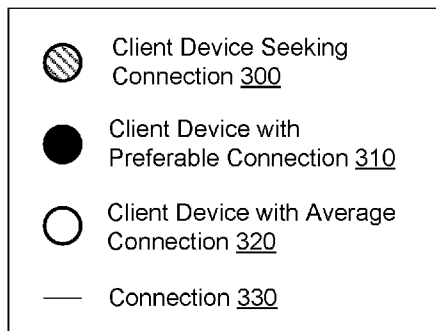 Client Device Seeking
Connection 300
Client Device with
Preferable Connection 310
Client Device with Average
Connection 320
Connection 330